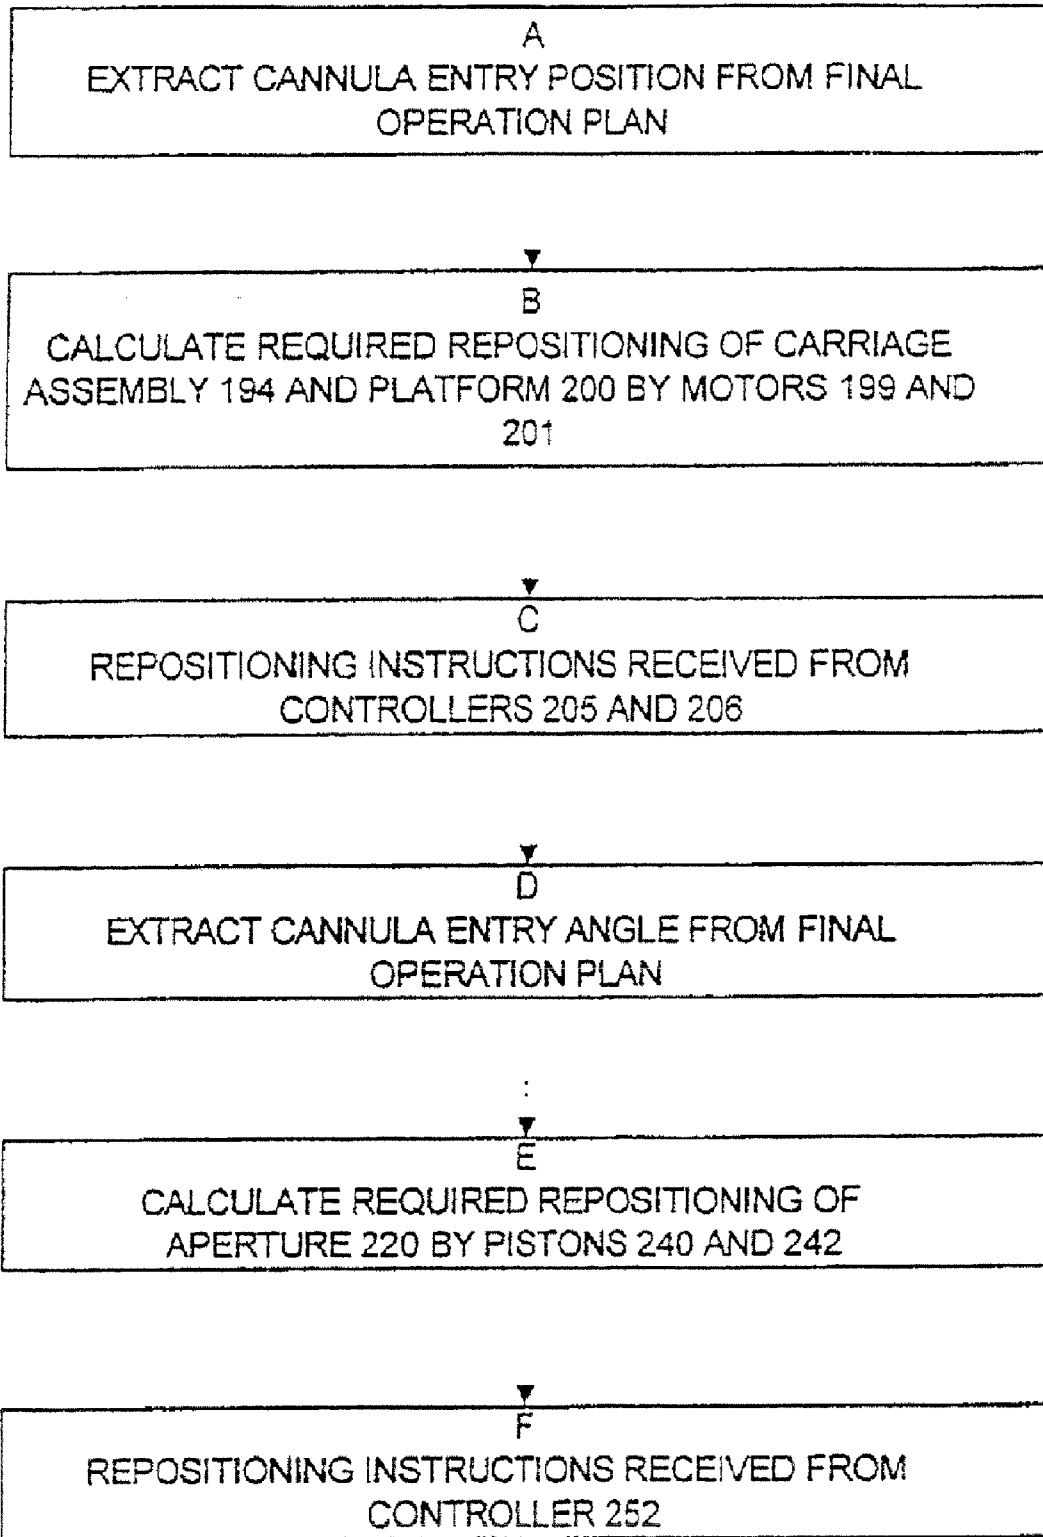 A
EXTRACT CANNULA ENTRY POSITION FROM FINAL
OPERATION PLAN
B
CALCULATE REQUIRED REPOSITIONING OF CARRIAGE
ASSEMBLY 194 AND PLATFORM 200 BY MOTORS 199 AND
201
C
REPOSITIONING INSTRUCTIONS RECEIVED FROM
CONTROLLERS 205 AND 206
D
EXTRACT CANNULA ENTRY ANGLE FROM FINAL
OPERATION PLAN
E
CALCULATE REQUIRED REPOSITIONING OF
APERTURE 220 BY PISTONS 240 AND 242
F
REPOSITIONING INSTRUCTIONS RECEIVED FROM
CONTROLLER 252